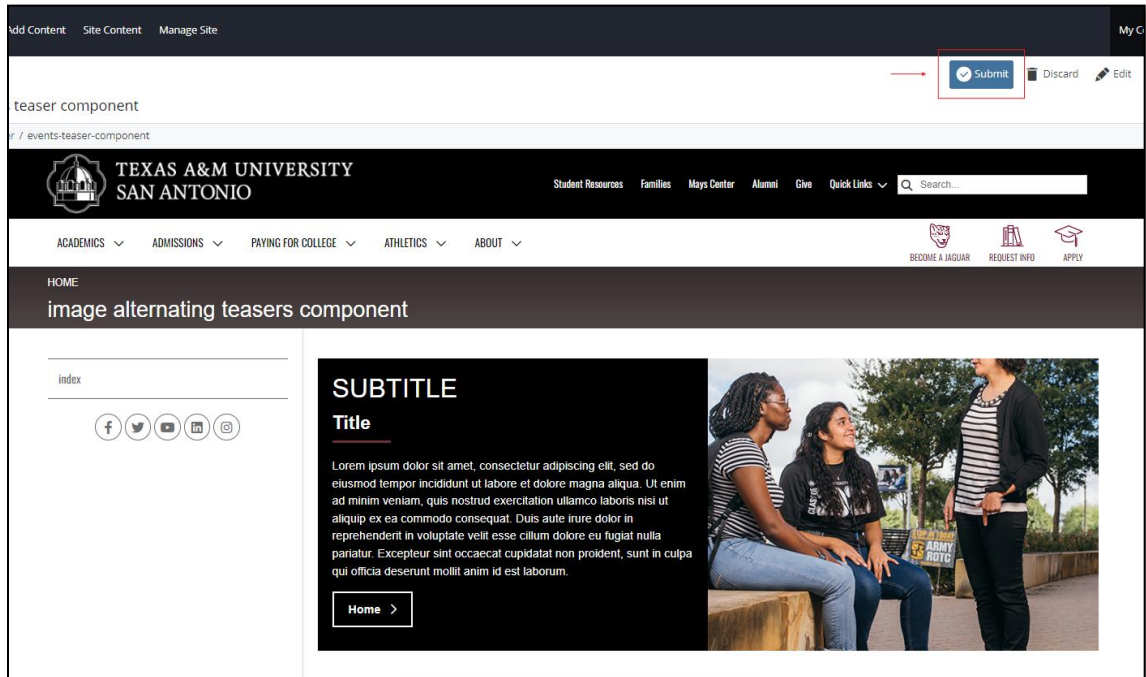 Add Content Site Content Manage Site My
Submit Discard Edit
teaser component
/ events-teaser-component
TEXAS A&M UNIVERSITY
SAN ANTONIO
Student Resources Families Mays Center Alumni Give Quick Links Search...
ACADEMICS ADMISSIONS PAYING FOR COLLEGE ATHLETICS ABOUT
BECOME A JAGUAR REQUEST INFO APPLY
HOME
image alternating teasers component
index
SUBTITLE
Title
Lorem ipsum dolor sit amet, consectetur adipiscing elit, sed do
eiusmod tempor incididunt ut labore et dolore magna aliqua. Ut enim
ad minim veniam, quis nostrud exercitation ullamco laboris nisi ut
aliquip ex ea commodo consequat. Duis aute irure dolor in
reprehenderit in voluptate velit esse cillum dolore eu fugiat nulla
pariatur. Excepteur sint occaecat cupidatat non proident, sunt in culpa
qui officia deserunt mollit anim id est laborum.
Home >
CLASS OF
ARMY
ROTC